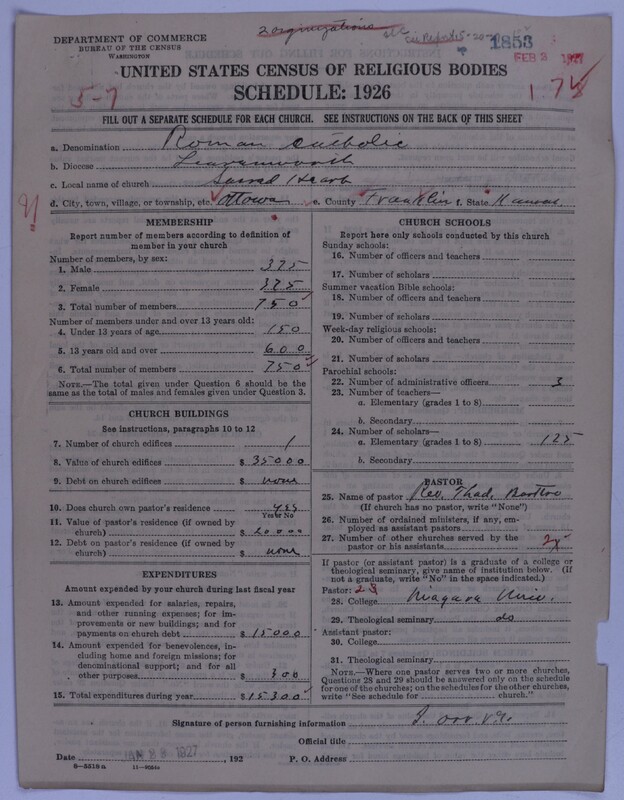 2 organizations
DEPARTMENT OF COMMERCE
BUREAU OF THE CENSUS
WASHINGTON
1853
FEB 3 1927
UNITED STATES CENSUS OF RELIGIOUS BODIES
5-7
SCHEDULE: 1926
FILL OUT A SEPARATE SCHEDULE FOR EACH CHURCH. SEE INSTRUCTIONS ON THE BACK OF THIS SHEET
a. Denomination Roman Catholic
b. Diocese Leavenworth
c. Local name of church Sacred Heart
d. City, town, village, or township, etc. Ottawa e. County Franklin f. State Kansas
MEMBERSHIP
Report number of members according to definition of
member in your church
Number of members, by sex:
1. Male 375
2. Female 375
3. Total number of members 750
Number of members under and over 13 years old:
4. Under 13 years of age 150
5. 13 years old and over 600
6. Total number of members 750
NOTE.—The total given under Question 6 should be the
same as the total of males and females given under Question 3.
CHURCH BUILDINGS
See instructions, paragraphs 10 to 12
7. Number of church edifices 1
8. Value of church edifices $ 35000
9. Debt on church edifices $ none
10. Does church own pastor's residence yes
Yes or No
11. Value of pastor's residence (if owned by
church) $ 20000
12. Debt on pastor's residence (if owned by
church) $ none
EXPENDITURES
Amount expended by your church during last fiscal year
13. Amount expended for salaries, repairs,
and other running expenses; for im-
provements or new buildings; and for
payments on church debt $ 15000
14. Amount expended for benevolences, in-
cluding home and foreign missions; for
denominational support; and for all
other purposes $ 300
15. Total expenditures during year $ 15300
CHURCH SCHOOLS
Report here only schools conducted by this church
Sunday schools:
16. Number of officers and teachers
17. Number of scholars
Summer vacation Bible schools:
18. Number of officers and teachers
19. Number of scholars
Week-day religious schools:
20. Number of officers and teachers
21. Number of scholars
Parochial schools:
22. Number of administrative officers 3
23. Number of teachers—
a. Elementary (grades 1 to 8)
b. Secondary
24. Number of scholars—
a. Elementary (grades 1 to 8) 125
b. Secondary
PASTOR
25. Name of pastor Rev. Thad.
(If church has no pastor, write "None")
26. Number of ordained ministers, if any, em-
ployed as assistant pastors
27. Number of other churches served by the
pastor or his assistants 2
If pastor (or assistant pastor) is a graduate of a college or
theological seminary, give name of institution below. (If
not a graduate, write "No" in the space indicated.)
Pastor: 23
28. College Niagara Univ.
29. Theological seminary do
Assistant pastor:
30. College
31. Theological seminary
NOTE.—Where one pastor serves two or more churches,
Questions 28 and 29 should be answered only on the schedule
for one of the churches; on the schedules for the other churches,
write "See schedule for church."
Signature of person furnishing information
Official title
Date JAN 28 1927, 192 P. O. Address
8-5318a 11-9051a